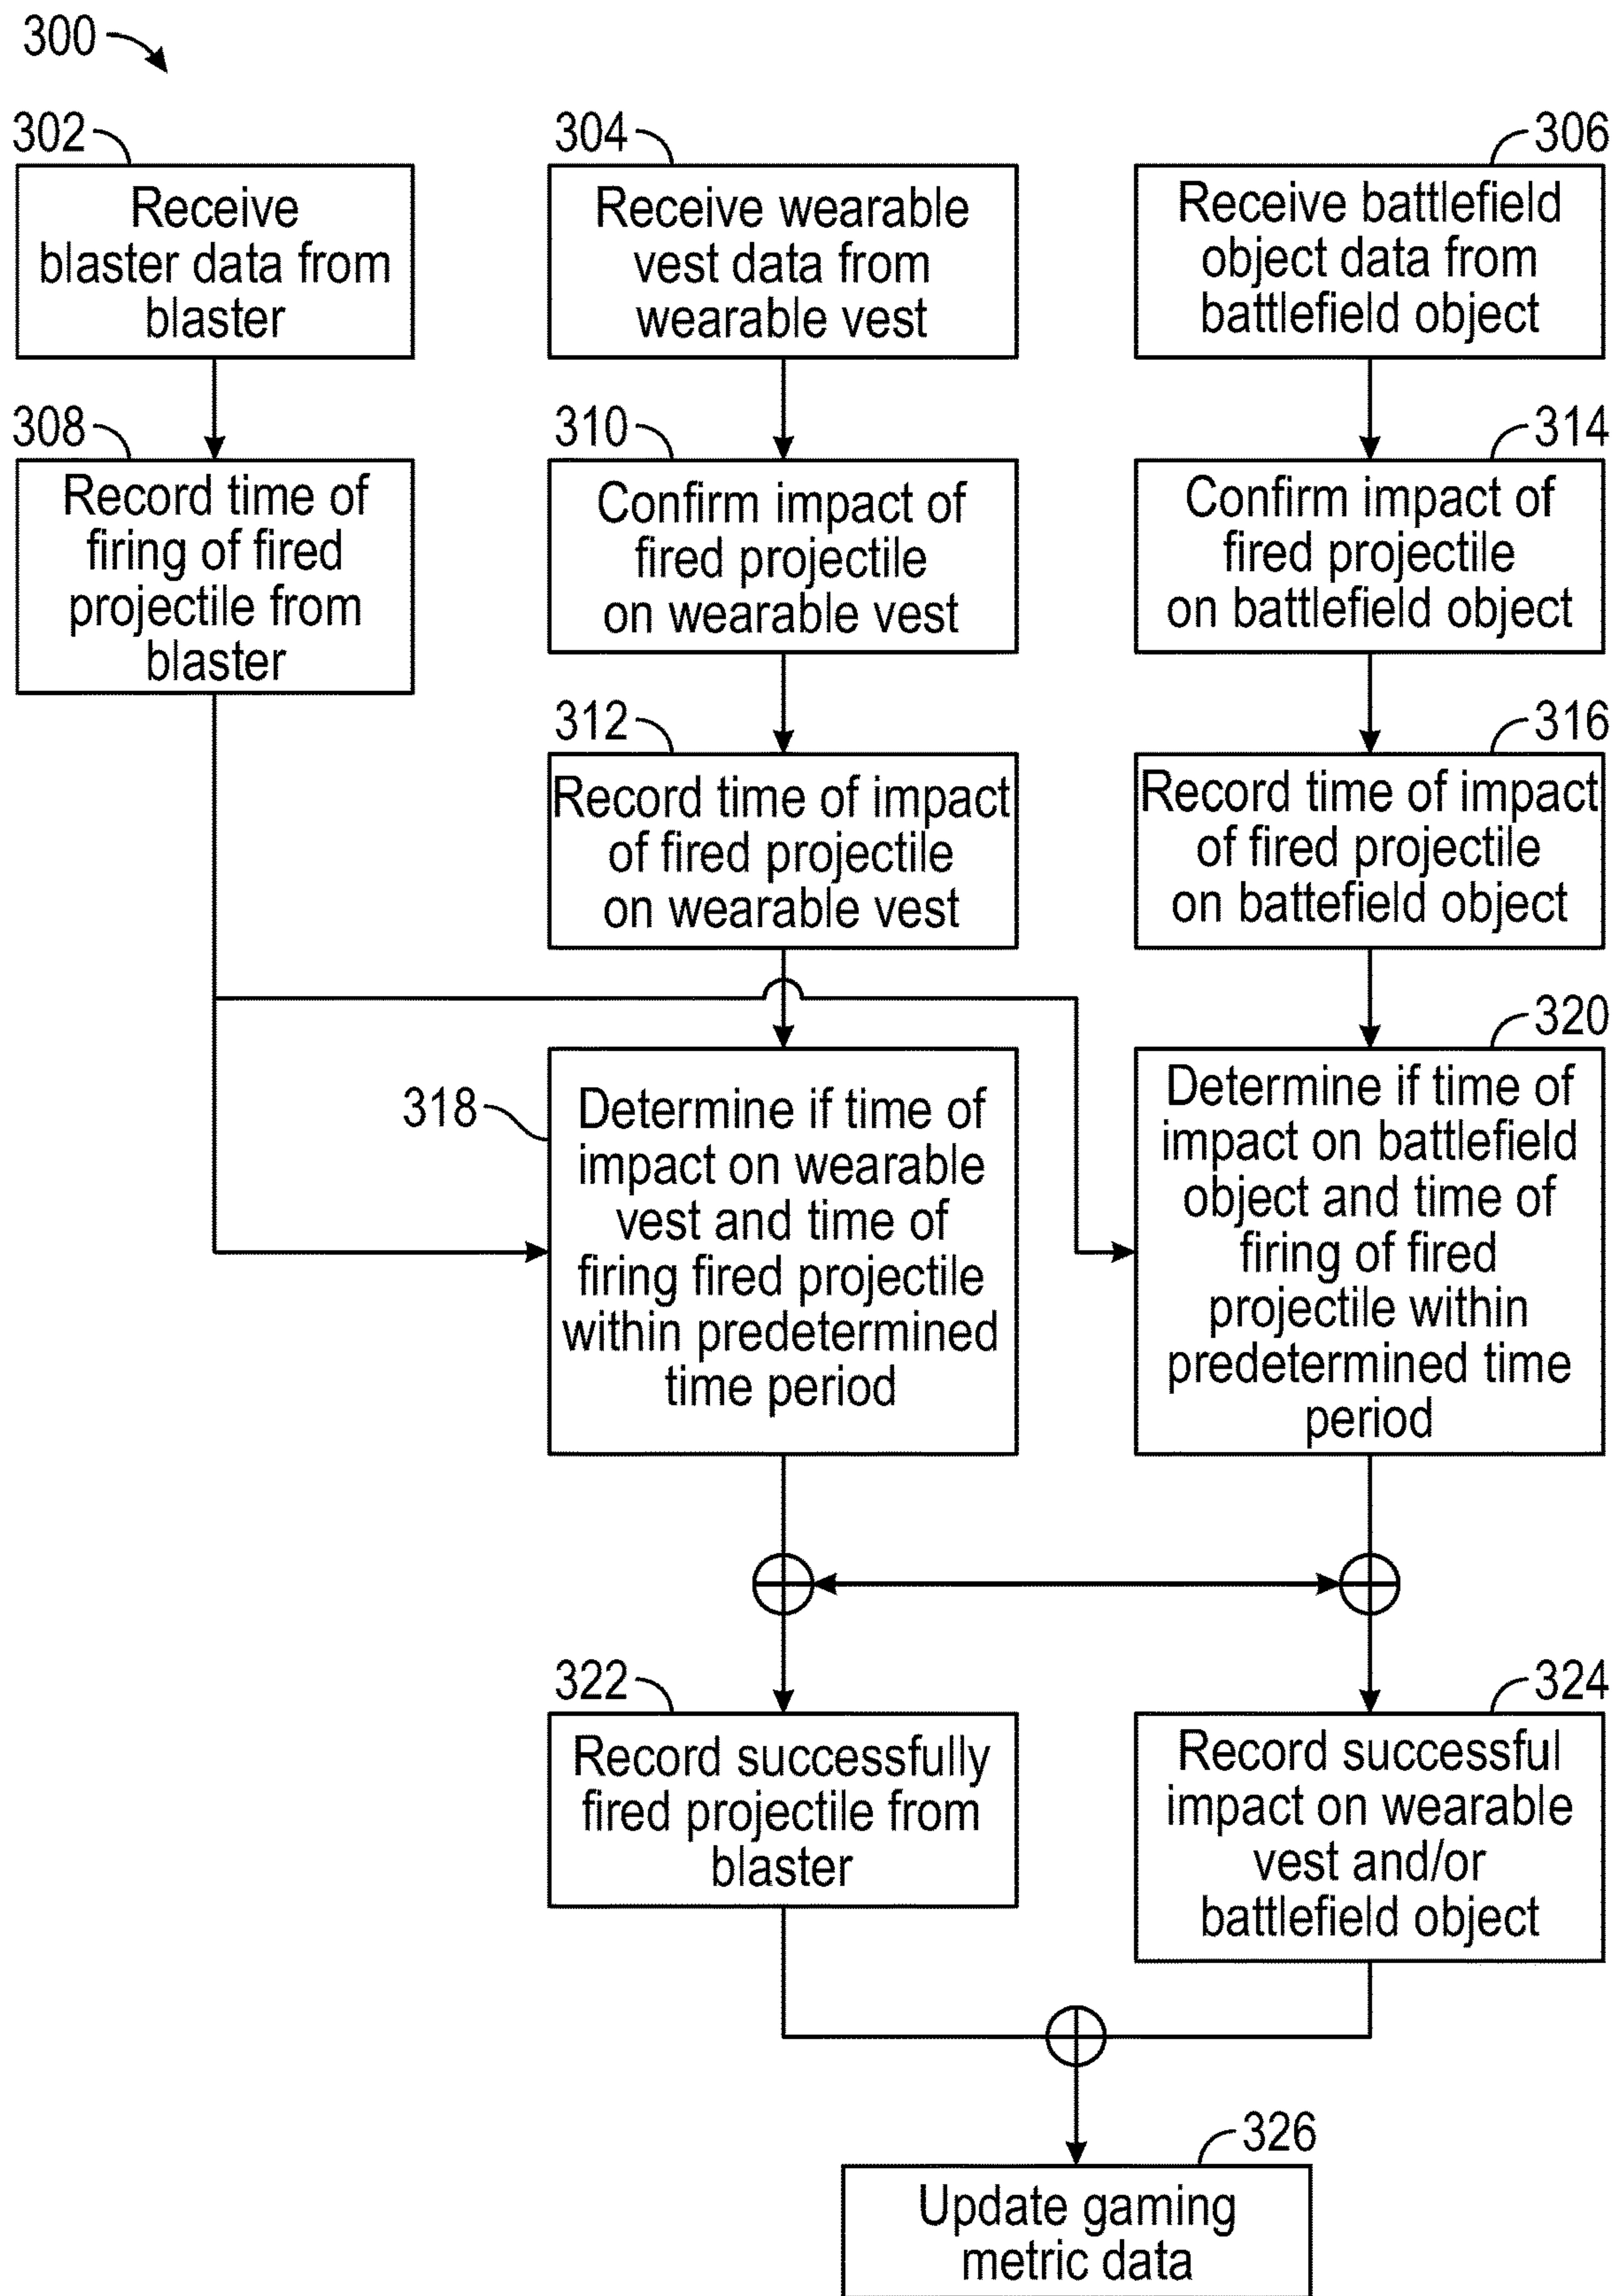 300
302
Receive
blaster data from
blaster
304
Receive wearable
vest data from
wearable vest
306
Receive battlefield
object data from
battlefield object
308
Record time of
firing of fired
projectile from
blaster
310
Confirm impact of
fired projectile
on wearable vest
314
Confirm impact of
fired projectile
on battlefield object
312
Record time of impact
of fired projectile
on wearable vest
316
Record time of impact
of fired projectile
on battefield object
318
Determine if time of
impact on wearable
vest and time of
firing fired projectile
within predetermined
time period
320
Determine if time of
impact on battlefield
object and time of
firing of fired
projectile within
predetermined time
period
322
Record successfully
fired projectile from
blaster
324
Record successful
impact on wearable
vest and/or
battlefield object
326
Update gaming
metric data